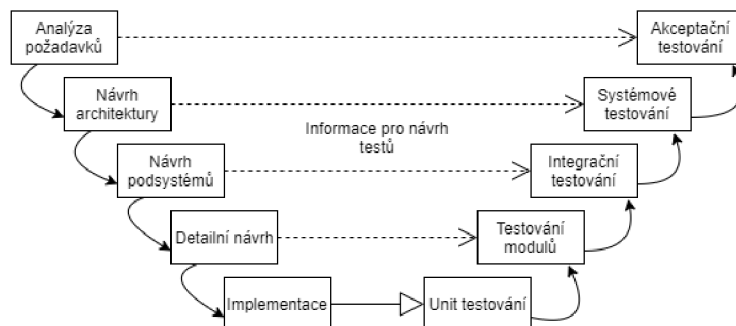 Analýza
požadavků
Akceptační
testování
Návrh
architektury
Systémové
testování
Informace pro návrh
testů
Návrh
podsystémů
Integrační
testování
Detailní návrh
Testování
modulů
Implementace
Unit testování